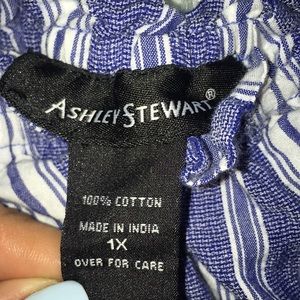 ASHLEY STEWART®
100% COTTON
MADE IN INDIA
1X
OVER FOR CARE